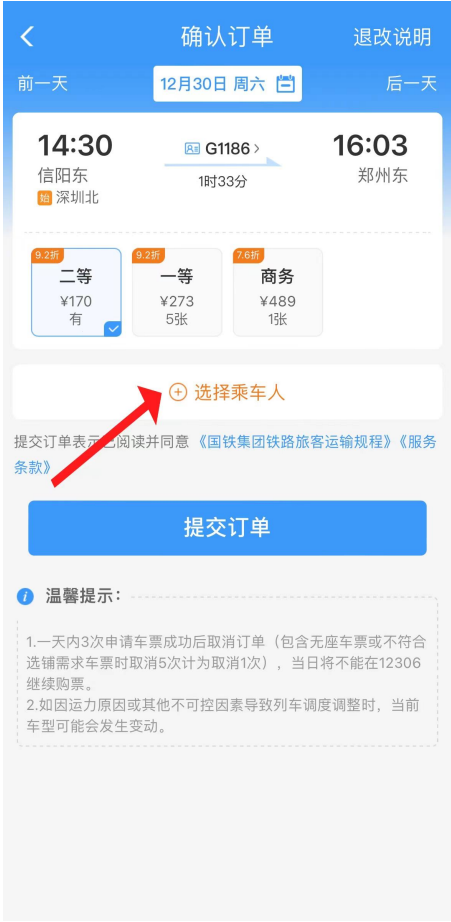 确认订单 退改说明
前一天 12月30日 周六 后一天
14:30 G1186 16:03
信阳东 1时33分 郑州东
始 深圳北
9.2折 9.2折 7.6折
二等 一等 商务
¥170 ¥273 ¥489
有 5张 1张
选择乘车人
提交订单表示已阅读并同意《国铁集团铁路旅客运输规程》《服务
条款》
提交订单
温馨提示：
1.一天内3次申请车票成功后取消订单（包含无座车票或不符合
选铺需求车票时取消5次计为取消1次），当日将不能在12306
继续购票。
2.如因运力原因或其他不可控因素导致列车调度调整时，当前
车型可能会发生变动。